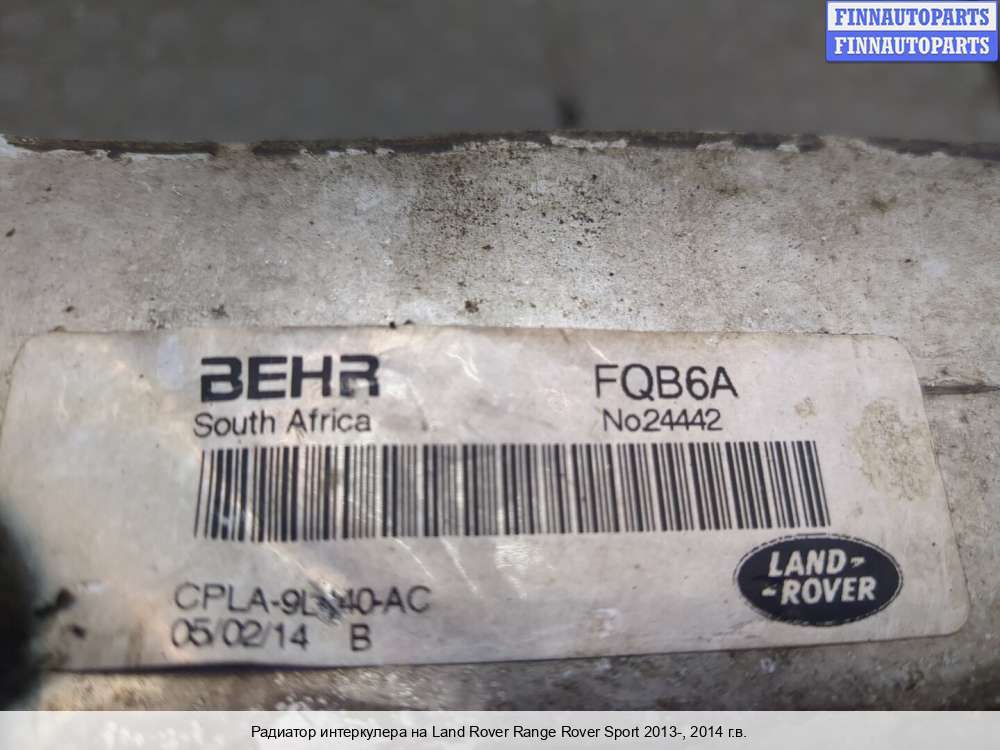 FINNAUTOPARTS
FINNAUTOPARTS
BEHR
South Africa
FQB6A
No24442
05/02/14 B
LAND-
-ROVER
Радиатор интеркулера на Land Rover Range Rover Sport 2013-, 2014 г.в.